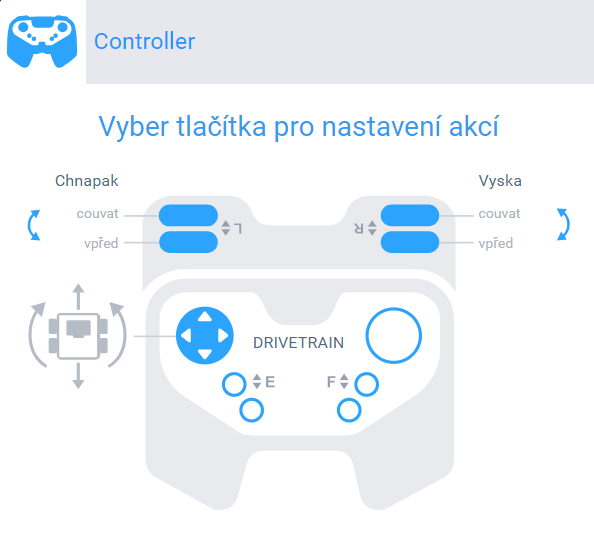 Controller
Vyber tlačítka pro nastavení akcí
Chnapak
Vyska
couvat
L
R
couvat
vpřed
vpřed
DRIVETRAIN
E
F